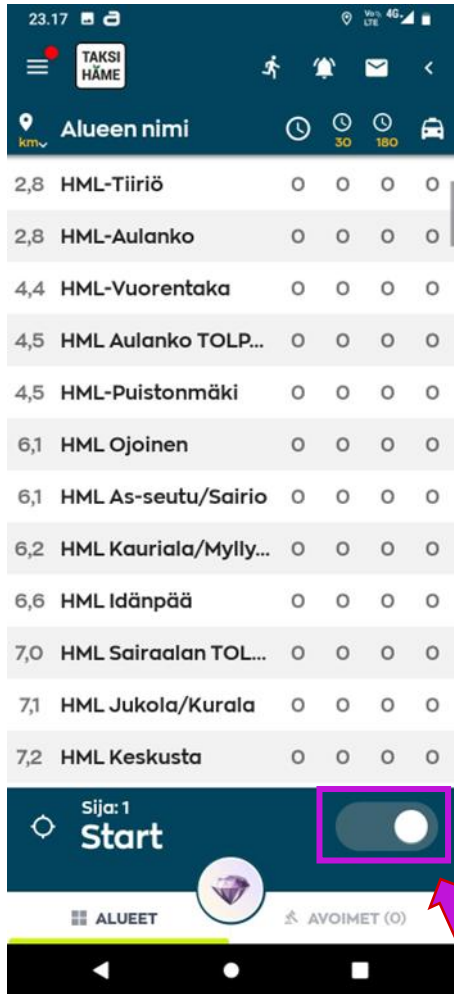 23.17 Vo)) LTE 4G
TAKSI
HÄME
km Alueen nimi 30 180
2,8 HML-Tiiriö 0 0 0 0
2,8 HML-Aulanko 0 0 0 0
4,4 HML-Vuorentaka 0 0 0 0
4,5 HML Aulanko TOLP... 0 0 0 0
4,5 HML-Puistonmäki 0 0 0 0
6,1 HML Ojoinen 0 0 0 0
6,1 HML As-seutu/Sairio 0 0 0 0
6,2 HML Kauriala/Mylly... 0 0 0 0
6,6 HML Idänpää 0 0 0 0
7,0 HML Sairaalan TOL... 0 0 0 0
7,1 HML Jukola/Kurala 0 0 0 0
7,2 HML Keskusta 0 0 0 0
Sija: 1
Start
ALUEET AVOIMET (0)